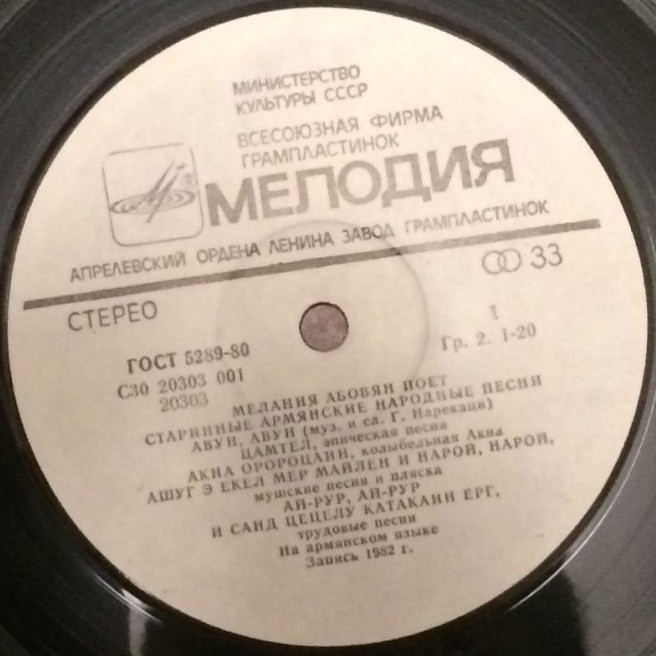 МИНИСТЕРСТВО
КУЛЬТУРЫ СССР
ВСЕСОЮЗНАЯ ФИРМА
ГРАМПЛАСТИНОК
МЕЛОДИЯ
АПРЕЛЕВСКИЙ ОРДЕНА ЛЕНИНА ЗАВОД ГРАМПЛАСТИНОК
СТЕРЕО
33
ГОСТ 5289-80
1
С30 20303 001
Гр. 2. 1-20
20303
МЕЛАНИЯ АБОВЯН ПОЕТ
СТАРИННЫЕ АРМЯНСКИЕ НАРОДНЫЕ ПЕСНИ
АВУН, АВУН (муз. и сл. Г. Нарекаци)
ЦАМТЕЛ, эпическая песня
АКНА ОРОРОЦАИН, колыбельная Акна
АШУГ Э ЕКЕЛ МЕР МАЙЛЕН И НАРОЙ, НАРОЙ,
мушские песня и пляска
АЙ-РУР, АЙ-РУР
И САНД ЦЕЦЕЛУ КАТАКАИН ЕРГ,
трудовые песни
На армянском языке
Запись 1982 г.